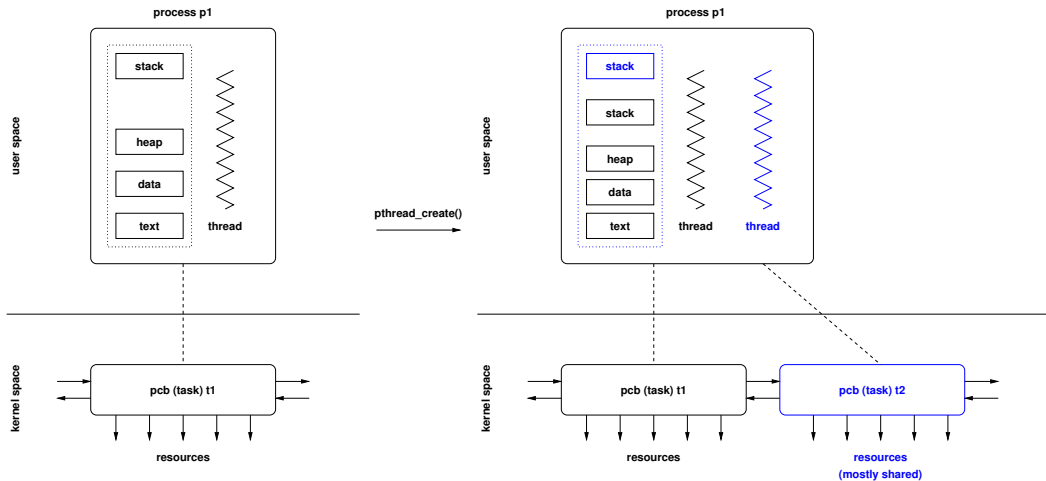 process p1
user space
stack
heap
data
text
thread
kernel space
pcb (task) t1
resources
pthread_create()
process p1
user space
stack
stack
heap
data
text
thread
thread
kernel space
pcb (task) t1
pcb (task) t2
resources
resources
(mostly shared)